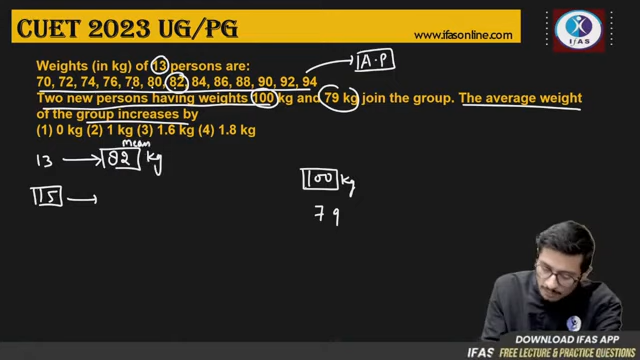 CUET 2023 UG/PG
www.ifasonline.com
IFAS
Weights (in kg) of 13 persons are:
A.P
70, 72, 74, 76, 78, 80, 82, 84, 86, 88, 90, 92, 94
Two new persons having weights 100 kg and 79 kg join the group. The average weight
of the group increases by
(1) 0 kg (2) 1 kg (3) 1.6 kg (4) 1.8 kg
mean
13 → 82 kg
15 →
100 kg
79
DOWNLOAD IFAS APP
FREE LECTURE & PRACTICE QUESTIONS